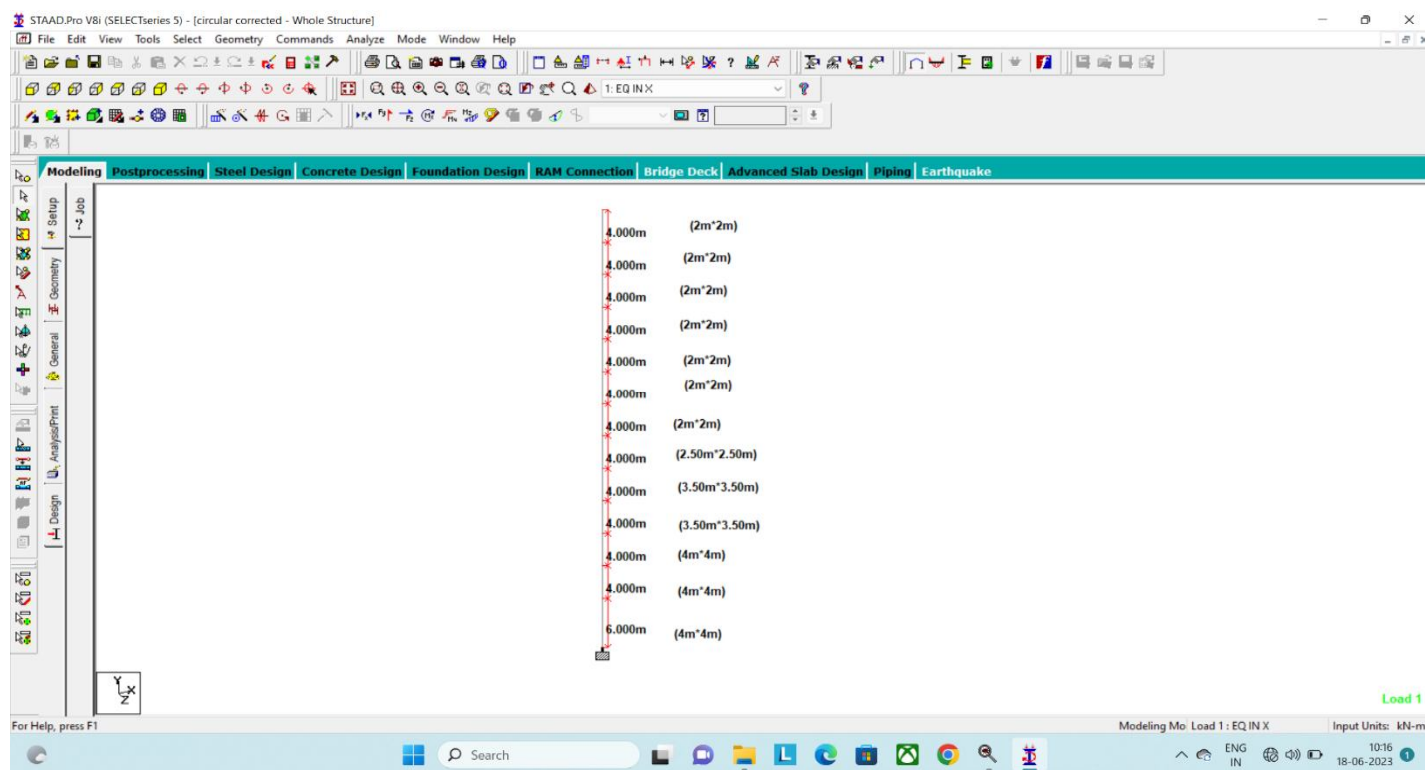 STAAD.Pro V8i (SELECTseries 5) - [circular corrected - Whole Structure]
File Edit View Tools Select Geometry Commands Analyze Mode Window Help
1: EQ IN X
Modeling Postprocessing Steel Design Concrete Design Foundation Design RAM Connection Bridge Deck Advanced Slab Design Piping Earthquake
Setup
Geometry
General
Analysis/Print
Design
Job
4.000m (2m*2m)
4.000m (2m*2m)
4.000m (2m*2m)
4.000m (2m*2m)
4.000m (2m*2m)
4.000m (2m*2m)
4.000m (2m*2m)
4.000m (2.50m*2.50m)
4.000m (3.50m*3.50m)
4.000m (3.50m*3.50m)
4.000m (4m*4m)
4.000m (4m*4m)
6.000m (4m*4m)
Y
X
Z
Load 1
For Help, press F1 Modeling Mo Load 1 : EQ IN X Input Units: kN-m
Search ENG IN 10:16 18-06-2023 1